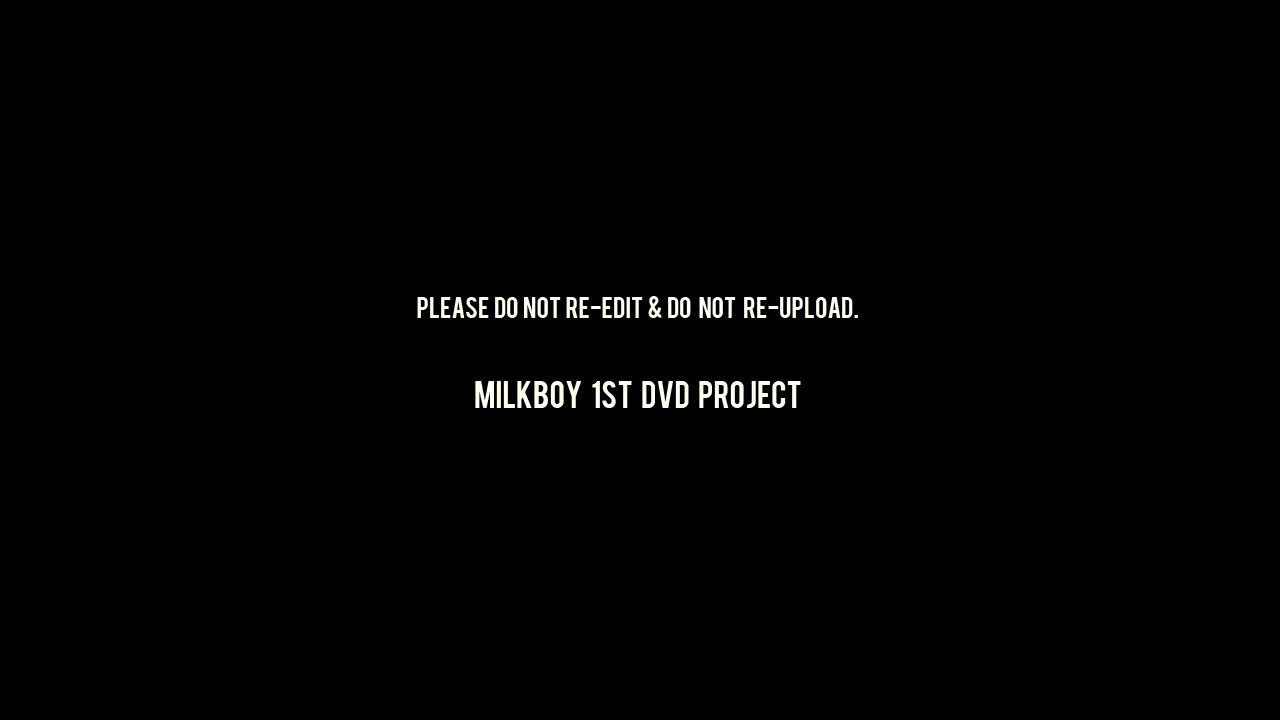 PLEASE DO NOT RE-EDIT & DO NOT RE-UPLOAD.
MILKBOY 1ST DVD PROJECT